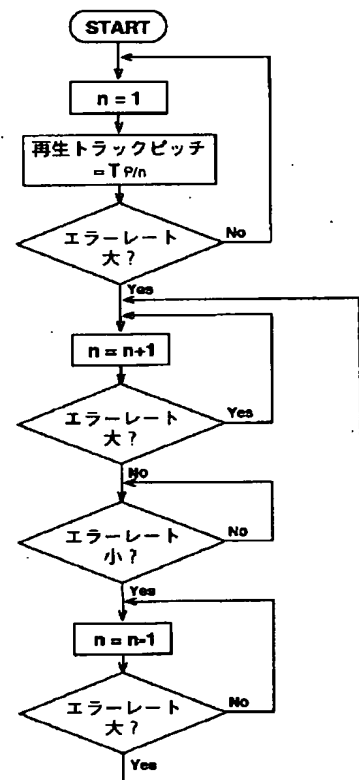 START
n = 1
再生トラックピッチ
=TP/n
エラーレート
大?
No
Yes
n = n+1
エラーレート
大?
Yes
No
エラーレート
小?
No
Yes
n = n-1
エラーレート
大?
No
Yes